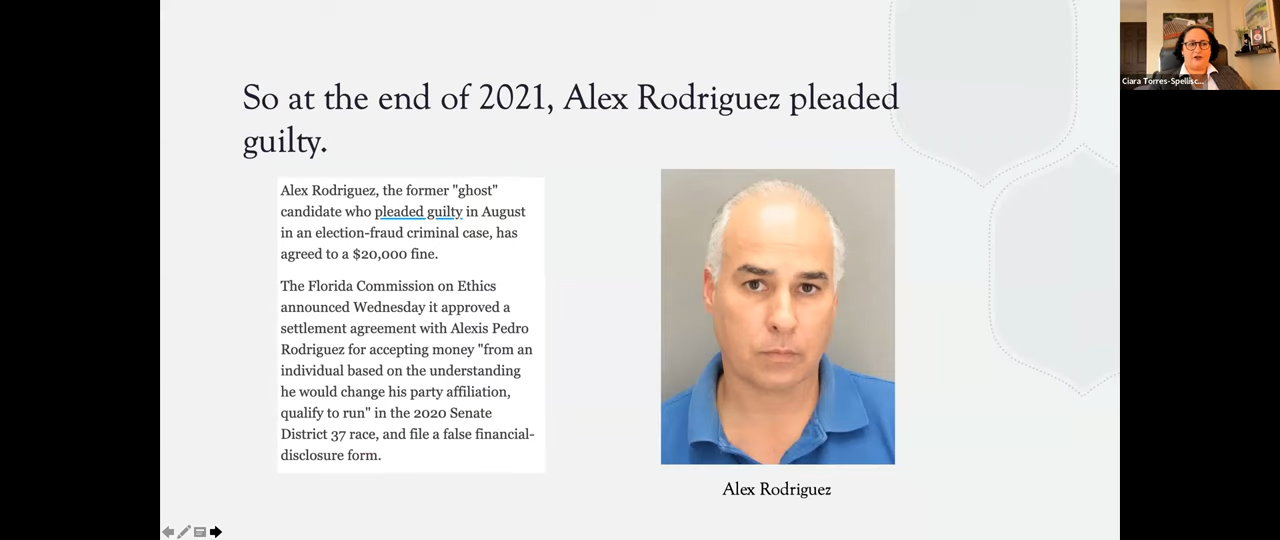 Ciara Torres-Spellisc...
So at the end of 2021, Alex Rodriguez pleaded
guilty.
Alex Rodriguez, the former "ghost"
candidate who pleaded guilty in August
in an election-fraud criminal case, has
agreed to a $20,000 fine.
The Florida Commission on Ethics
announced Wednesday it approved a
settlement agreement with Alexis Pedro
Rodriguez for accepting money "from an
individual based on the understanding
he would change his party affiliation,
qualify to run" in the 2020 Senate
District 37 race, and file a false financial-
disclosure form.
Alex Rodriguez